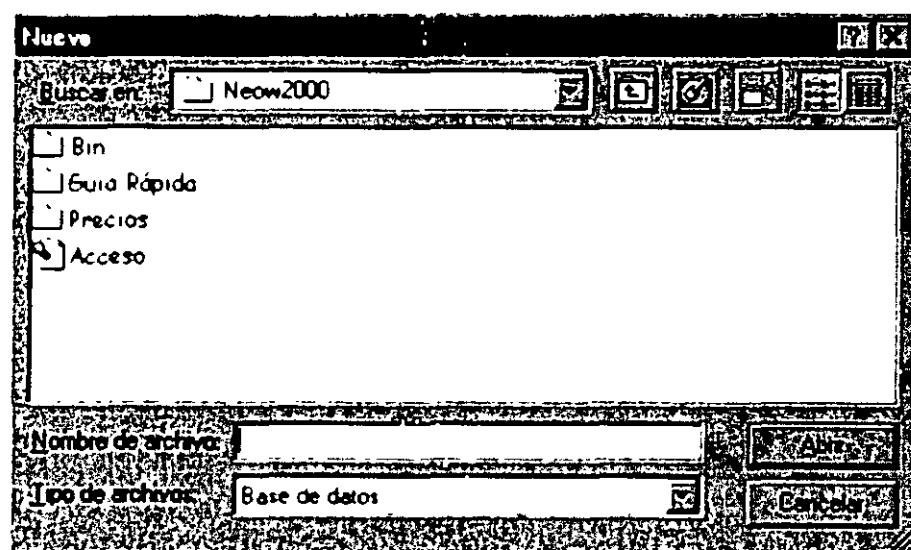 Nuevo
Buscar en: Neow2000
Bin
Guia Rápida
Precios
Acceso
Nombre de archivo:
Abrir
Tipo de archivos: Base de datos
Cancelar